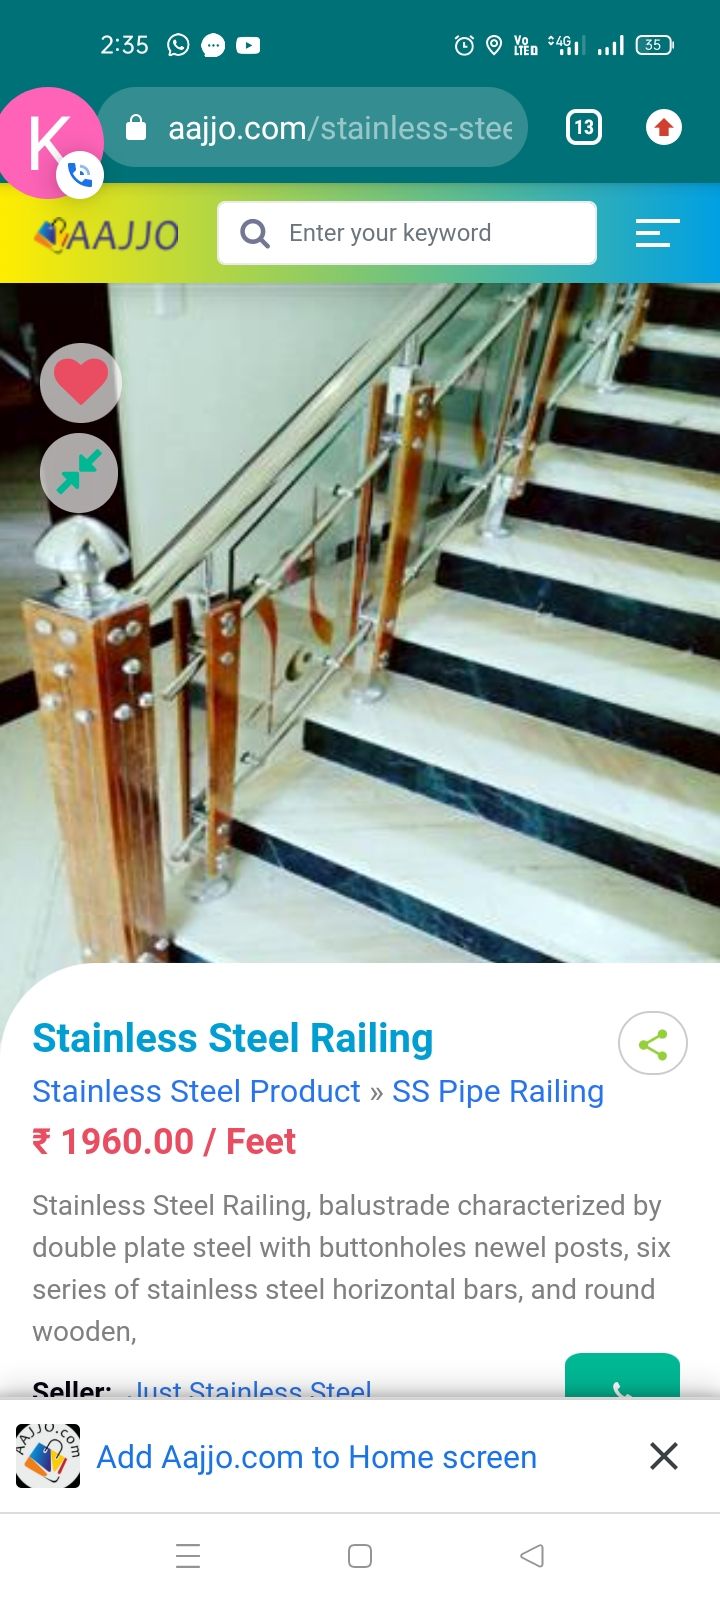 2:35
Vo
LTED
4G
35
K
aajjo.com/stainless-stee
13
AAJJO
Enter your keyword
Stainless Steel Railing
Stainless Steel Product » SS Pipe Railing
₹ 1960.00 / Feet
Stainless Steel Railing, balustrade characterized by
double plate steel with buttonholes newel posts, six
series of stainless steel horizontal bars, and round
wooden,
Seller: Just Stainless Steel
AAJJO.com
Add Aajjo.com to Home screen